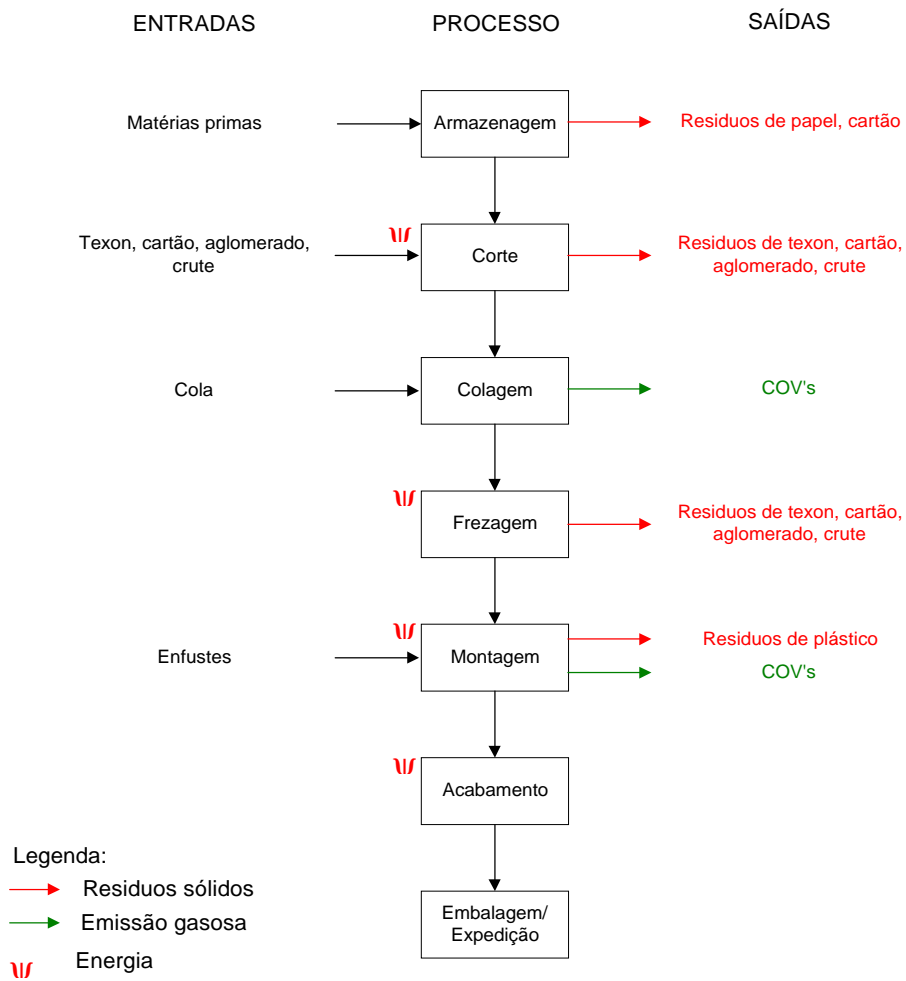 ENTRADAS
PROCESSO
SAÍDAS
Matérias primas
Armazenagem
Residuos de papel, cartão
Texon, cartão, aglomerado,
crute
Corte
Residuos de texon, cartão,
aglomerado, crute
Cola
Colagem
COV's
Frezagem
Residuos de texon, cartão,
aglomerado, crute
Enfustes
Montagem
Residuos de plástico
COV's
Acabamento
Embalagem/
Expedição
Legenda:
Residuos sólidos
Emissão gasosa
Energia